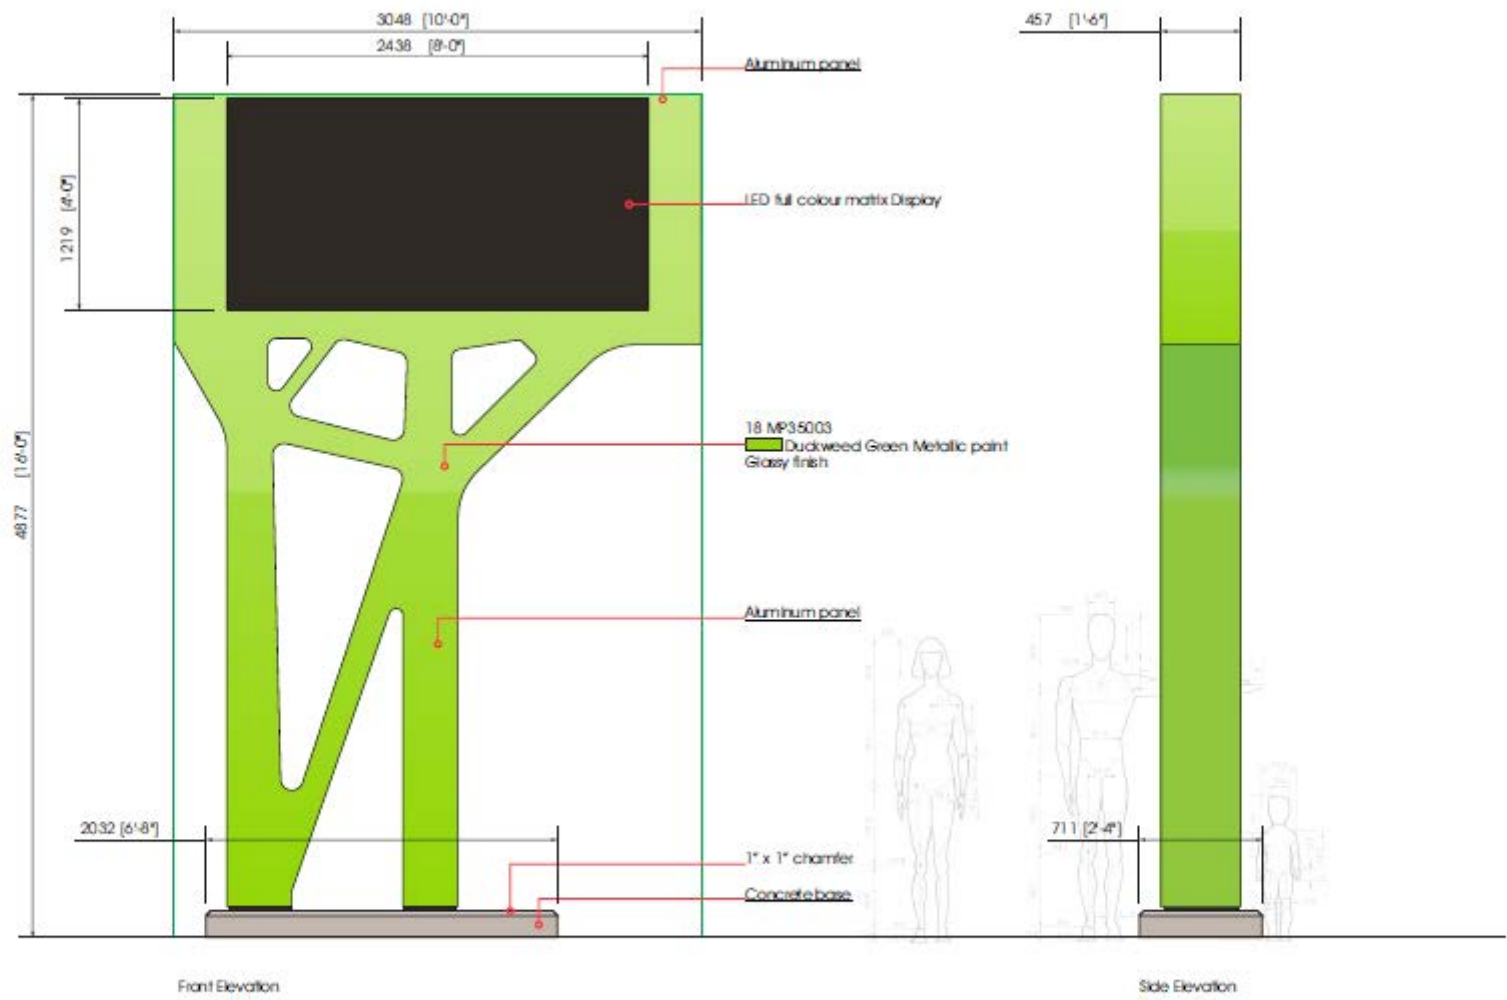 3048 [10'-0"]
457 [1'-6"]
2438 [8'-0"]
Aluminum panel
1219 [4'-0"]
LED full colour matrix Display
18 MP35003
Duckweed Green Metallic paint
Glassy finish
4877 [16'-0"]
Aluminum panel
2032 [6'-8"]
711 [2'-4"]
1" x 1" chamfer
Concrete base
Front Elevation
Side Elevation